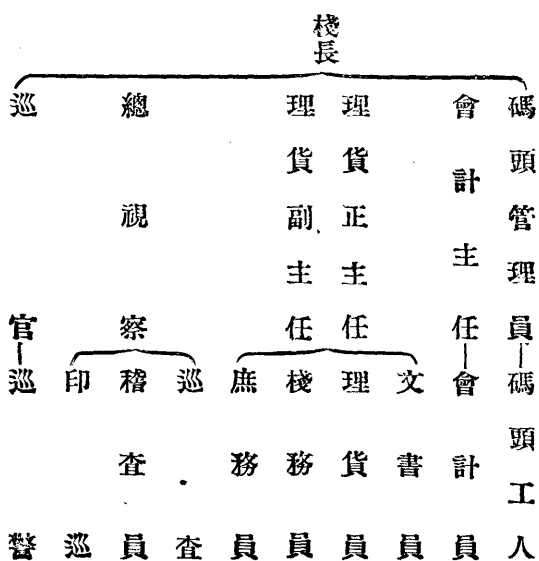 棧長
碼頭管理員
會計主任
理貨正主任
理貨副主任
總視察
巡官
碼頭工人
會計員
文書員
理貨員
棧務員
庶務員
巡查
稽查員
印巡
巡警